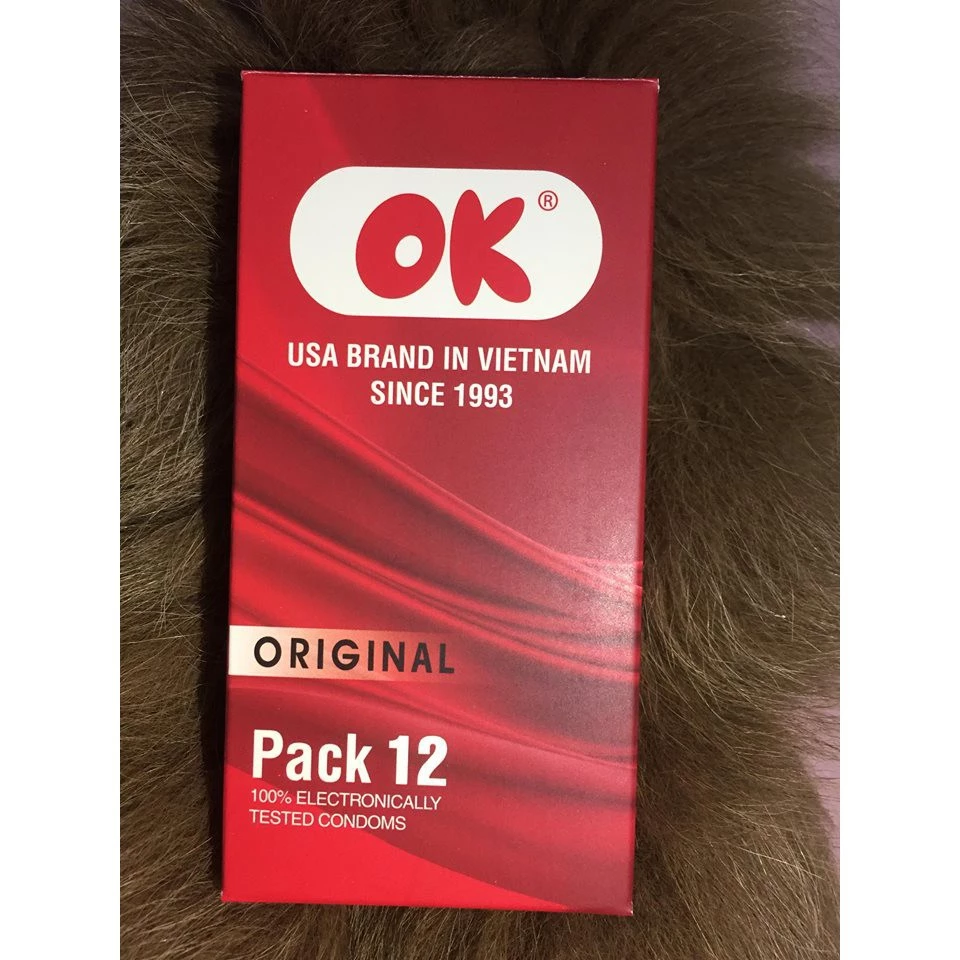 OK®
USA BRAND IN VIETNAM
SINCE 1993
ORIGINAL
Pack 12
100% ELECTRONICALLY
TESTED CONDOMS